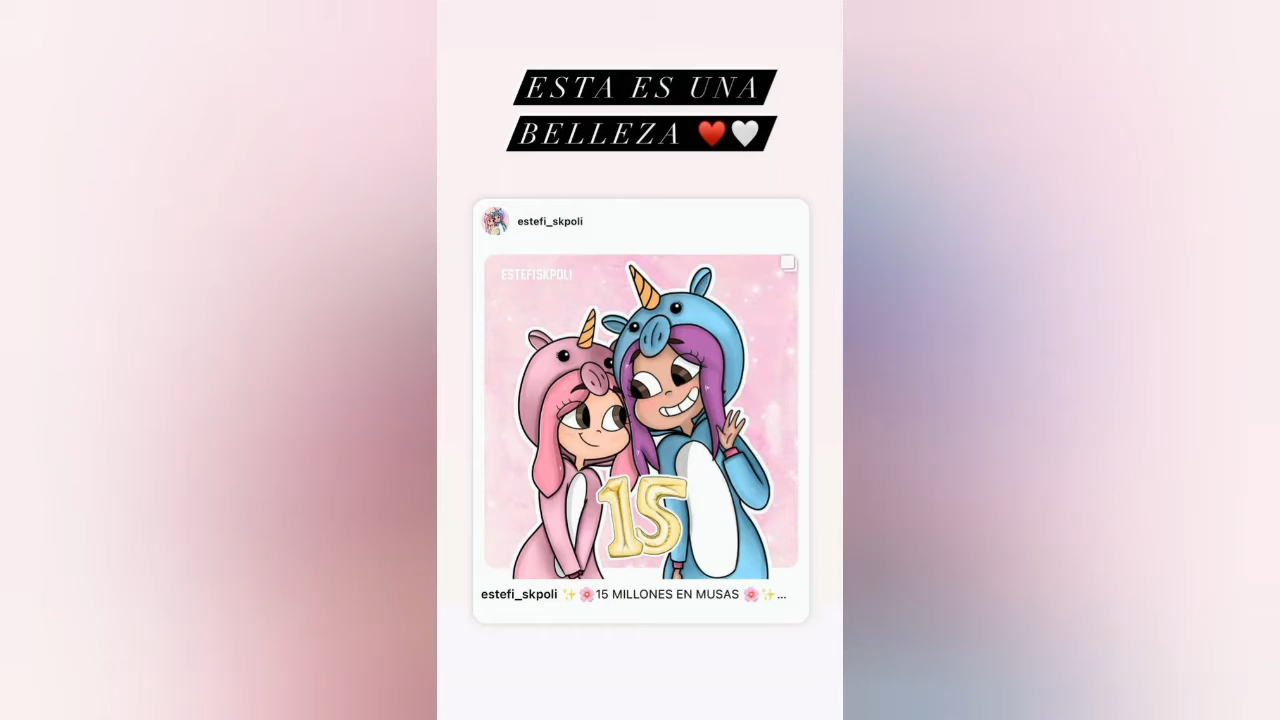 ESTA ES UNA
BELLEZA ❤️🤍
estefi_skpoli
ESTEFISKPOLI
15
estefi_skpoli ✨🌸15 MILLONES EN MUSAS 🌸✨...